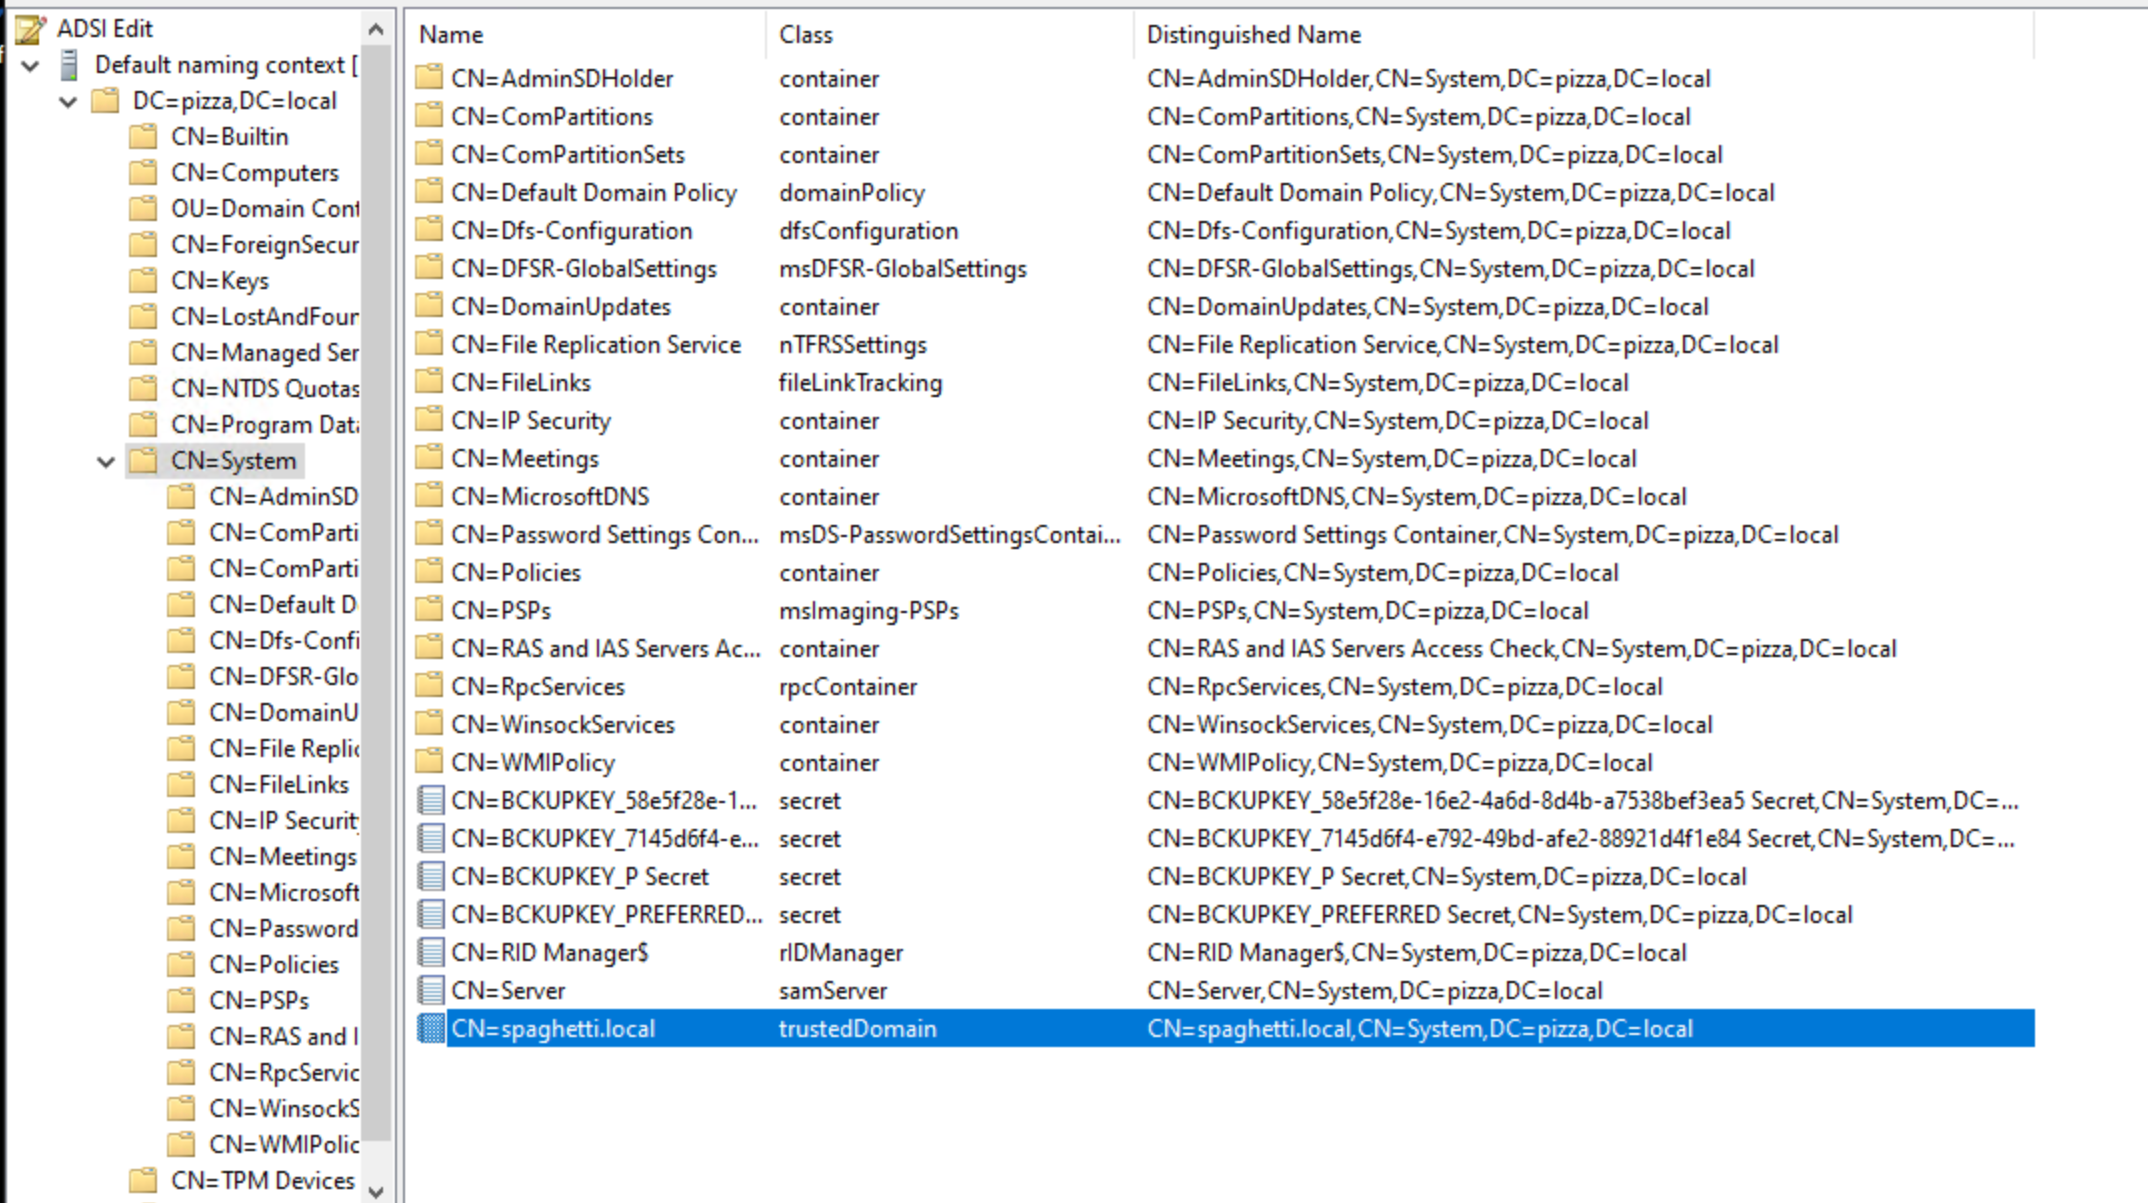 ADSI Edit
Default naming context [
DC=pizza,DC=local
CN=Builtin
CN=Computers
OU=Domain Cont
CN=ForeignSecur
CN=Keys
CN=LostAndFour
CN=Managed Ser
CN=NTDS Quotas
CN=Program Data
CN=System
CN=AdminSD
CN=ComParti
CN=ComParti
CN=Default D
CN=Dfs-Confi
CN=DFSR-Glo
CN=DomainU
CN=File Replic
CN=FileLinks
CN=IP Security
CN=Meetings
CN=Microsoft
CN=Password
CN=Policies
CN=PSPs
CN=RAS and I
CN=RpcServic
CN=WinsockS
CN=WMIPolic
CN=TPM Devices
Name Class Distinguished Name
CN=AdminSDHolder container CN=AdminSDHolder,CN=System,DC=pizza,DC=local
CN=ComPartitions container CN=ComPartitions,CN=System,DC=pizza,DC=local
CN=ComPartitionSets container CN=ComPartitionSets,CN=System,DC=pizza,DC=local
CN=Default Domain Policy domainPolicy CN=Default Domain Policy,CN=System,DC=pizza,DC=local
CN=Dfs-Configuration dfsConfiguration CN=Dfs-Configuration,CN=System,DC=pizza,DC=local
CN=DFSR-GlobalSettings msDFSR-GlobalSettings CN=DFSR-GlobalSettings,CN=System,DC=pizza,DC=local
CN=DomainUpdates container CN=DomainUpdates,CN=System,DC=pizza,DC=local
CN=File Replication Service nTFRSSettings CN=File Replication Service,CN=System,DC=pizza,DC=local
CN=FileLinks fileLinkTracking CN=FileLinks,CN=System,DC=pizza,DC=local
CN=IP Security container CN=IP Security,CN=System,DC=pizza,DC=local
CN=Meetings container CN=Meetings,CN=System,DC=pizza,DC=local
CN=MicrosoftDNS container CN=MicrosoftDNS,CN=System,DC=pizza,DC=local
CN=Password Settings Con... msDS-PasswordSettingsContai... CN=Password Settings Container,CN=System,DC=pizza,DC=local
CN=Policies container CN=Policies,CN=System,DC=pizza,DC=local
CN=PSPs msImaging-PSPs CN=PSPs,CN=System,DC=pizza,DC=local
CN=RAS and IAS Servers Ac... container CN=RAS and IAS Servers Access Check,CN=System,DC=pizza,DC=local
CN=RpcServices rpcContainer CN=RpcServices,CN=System,DC=pizza,DC=local
CN=WinsockServices container CN=WinsockServices,CN=System,DC=pizza,DC=local
CN=WMIPolicy container CN=WMIPolicy,CN=System,DC=pizza,DC=local
CN=BCKUPKEY_58e5f28e-1... secret CN=BCKUPKEY_58e5f28e-16e2-4a6d-8d4b-a7538bef3ea5 Secret,CN=System,DC=...
CN=BCKUPKEY_7145d6f4-e... secret CN=BCKUPKEY_7145d6f4-e792-49bd-afe2-88921d4f1e84 Secret,CN=System,DC=...
CN=BCKUPKEY_P Secret secret CN=BCKUPKEY_P Secret,CN=System,DC=pizza,DC=local
CN=BCKUPKEY_PREFERRED... secret CN=BCKUPKEY_PREFERRED Secret,CN=System,DC=pizza,DC=local
CN=RID Manager$ rIDManager CN=RID Manager$,CN=System,DC=pizza,DC=local
CN=Server samServer CN=Server,CN=System,DC=pizza,DC=local
CN=spaghetti.local trustedDomain CN=spaghetti.local,CN=System,DC=pizza,DC=local